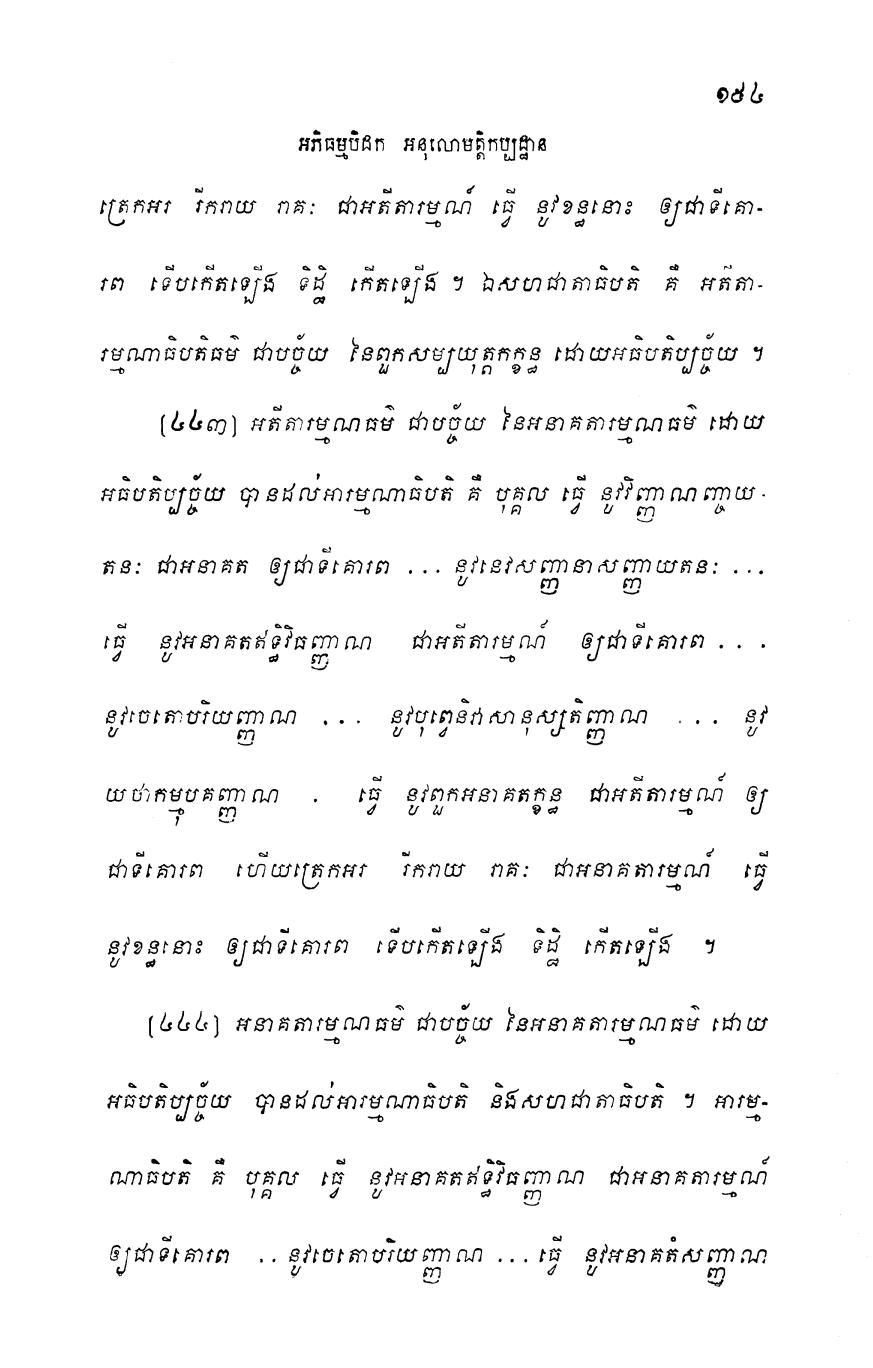 ១៩៤
អភិធម្មបិដក អនុលោមត្តិកប្បដ្ឋាន
ត្រេកអរ រីករាយ រាគៈ ជាអតីតារម្មណ៍ ធ្វើ នូវខន្ធនោះ ឲ្យជាទីគោ-
រព ទើបកើតឡើង ទិដ្ឋិ កើតឡើង ។ ឯសហជាតាធិបតិ គឺ អតីតា-
រម្មណាធិបតិធម៌ ជាបច្ច័យ នៃពួកសម្បយុត្តកក្ខន្ធ ដោយអធិបតិប្បច្ច័យ ។
(៤៤៣) អតីតារម្មណធម៌ ជាបច្ច័យ នៃអនាគតារម្មណធម៌ ដោយ
អធិបតិប្បច្ច័យ បានដល់អារម្មណាធិបតិ គឺ បុគ្គល ធ្វើ នូវវិញ្ញាណញ្ចាយ-
តនៈ ជាអនាគត ឲ្យជាទីគោរព ... នូវនេវសញ្ញានាសញ្ញាយតនៈ ...
ធ្វើ នូវអនាគតឥទ្ធិវិធញ្ញាណ ជាអតីតារម្មណ៍ ឲ្យជាទីគោរព ...
នូវចេតោបរិយញ្ញាណ ... នូវបុព្វេនិវាសានុស្សតិញ្ញាណ ... នូវ
យថាកម្មុបគញ្ញាណ . ធ្វើ នូវពួកអនាគតក្ខន្ធ ជាអតីតារម្មណ៍ ឲ្យ
ជាទីគោរព ហើយត្រេកអរ រីករាយ រាគៈ ជាអនាគតារម្មណ៍ ធ្វើ
នូវខន្ធនោះ ឲ្យជាទីគោរព ទើបកើតឡើង ទិដ្ឋិ កើតឡើង ។
(៤៤៤) អនាគតារម្មណធម៌ ជាបច្ច័យ នៃអនាគតារម្មណធម៌ ដោយ
អធិបតិប្បច្ច័យ បានដល់អារម្មណាធិបតិ និងសហជាតាធិបតិ ។ អារម្ម-
ណាធិបតិ គឺ បុគ្គល ធ្វើ នូវអនាគតឥទ្ធិវិធញ្ញាណ ជាអនាគតារម្មណ៍
ឲ្យជាទីគោរព .. នូវចេតោបរិយញ្ញាណ ... ធ្វើ នូវអនាគតំសញ្ញាណ